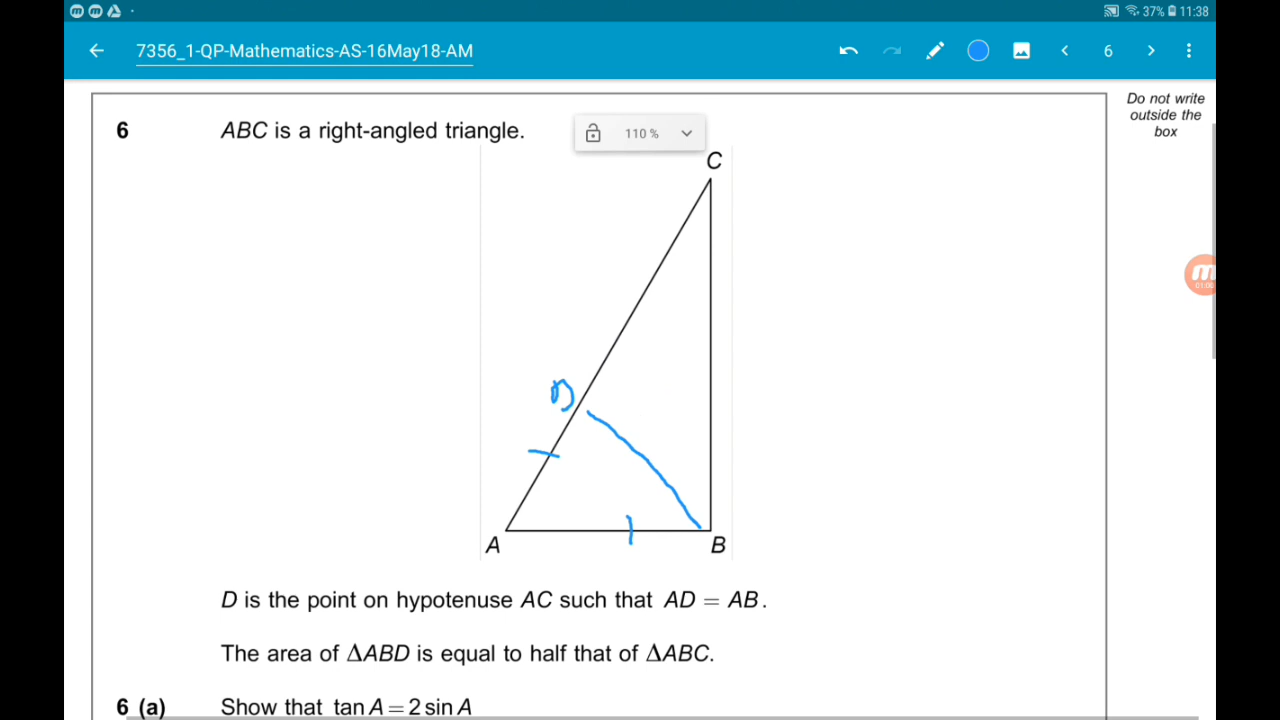 37% 11:38
7356_1-QP-Mathematics-AS-16May18-AM 6
Do not write
outside the
box
6 ABC is a right-angled triangle.
110 %
C
01:00
D
A B
D is the point on hypotenuse AC such that AD = AB.
The area of ΔABD is equal to half that of ΔABC.
6 (a) Show that tan A = 2 sin A